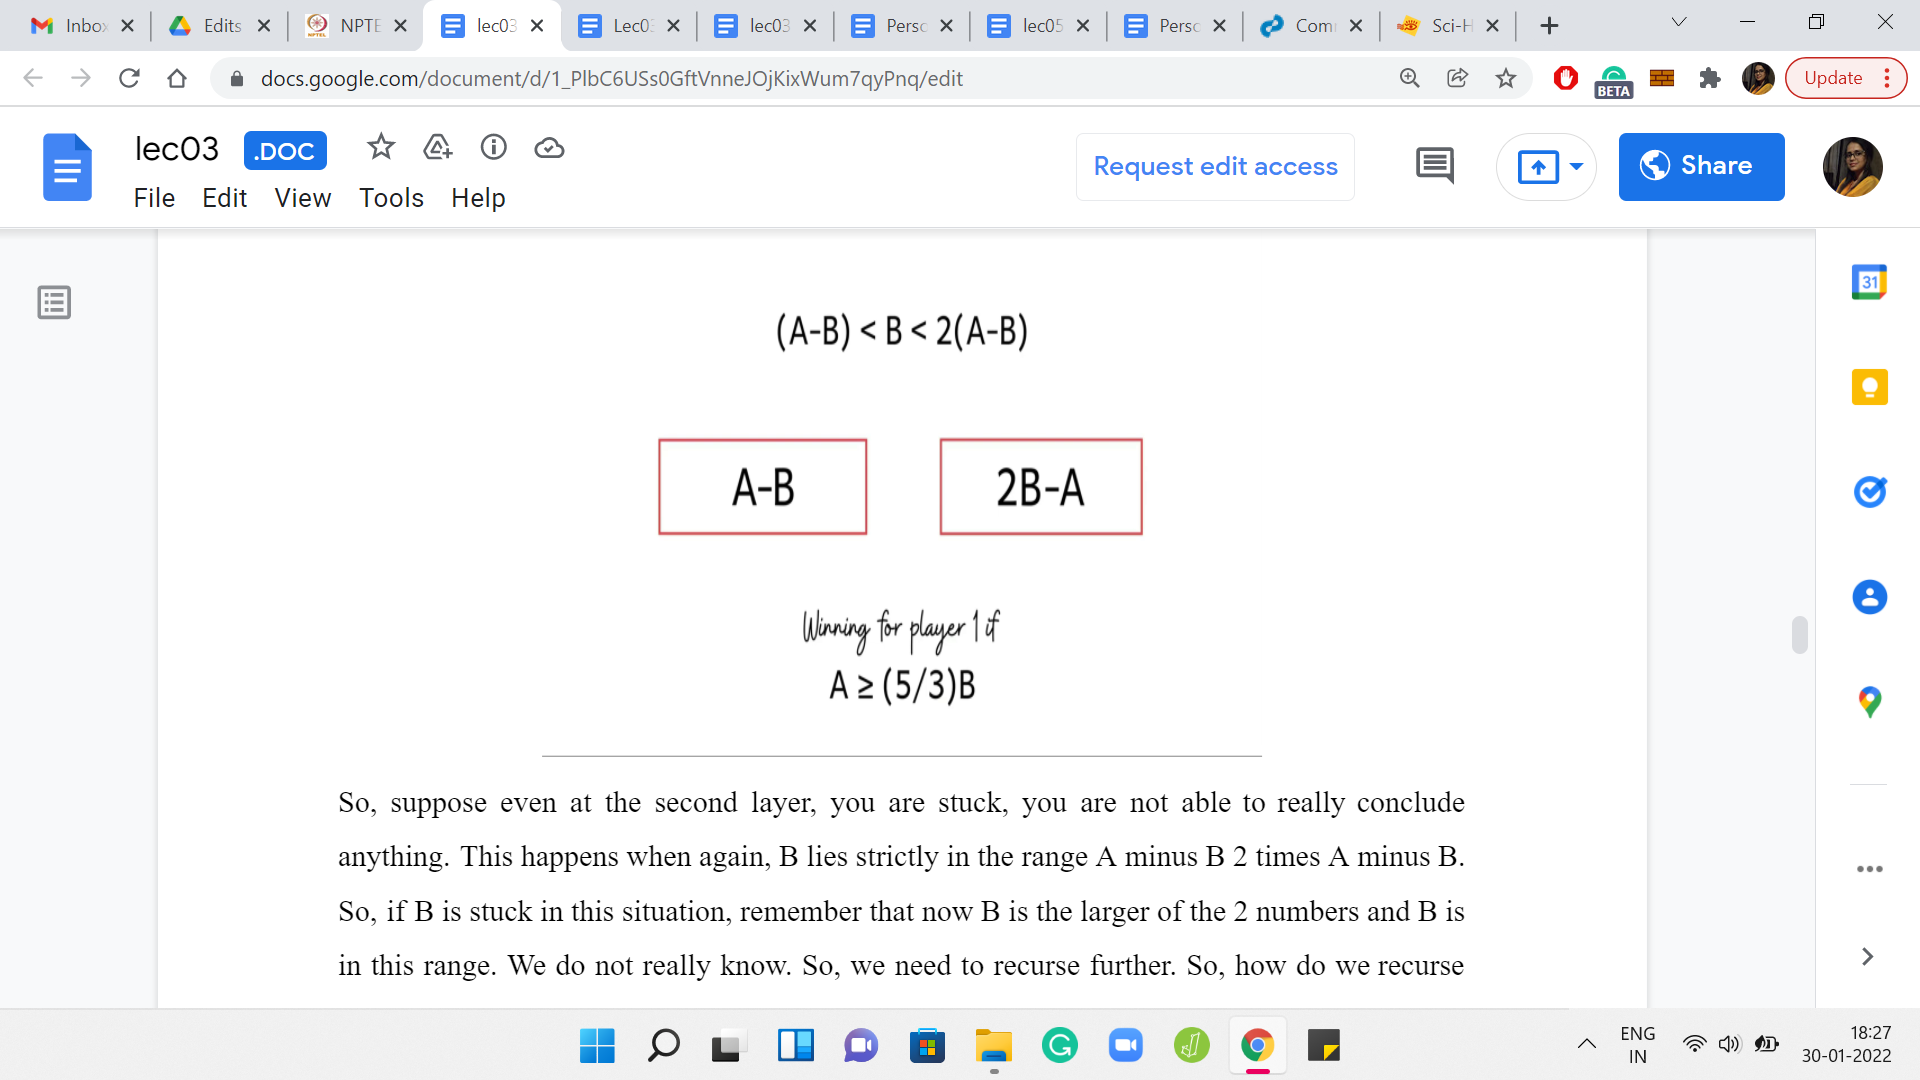 Inbox
Edits
NPTE
lec03
Lec03
lec03
Perso
lec05
Perso
Com
Sci-H
docs.google.com/document/d/1_PlbC6USs0GftVnneJOjKixWum7qyPnq/edit
BETA
Update
lec03 .DOC
File Edit View Tools Help
Request edit access
Share
31
(A-B) < B < 2(A-B)
A-B 2B-A
Winning for player 1 if
A ≥ (5/3)B
So, suppose even at the second layer, you are stuck, you are not able to really conclude
anything. This happens when again, B lies strictly in the range A minus B 2 times A minus B.
So, if B is stuck in this situation, remember that now B is the larger of the 2 numbers and B is
in this range. We do not really know. So, we need to recurse further. So, how do we recurse
ENG
IN
18:27
30-01-2022